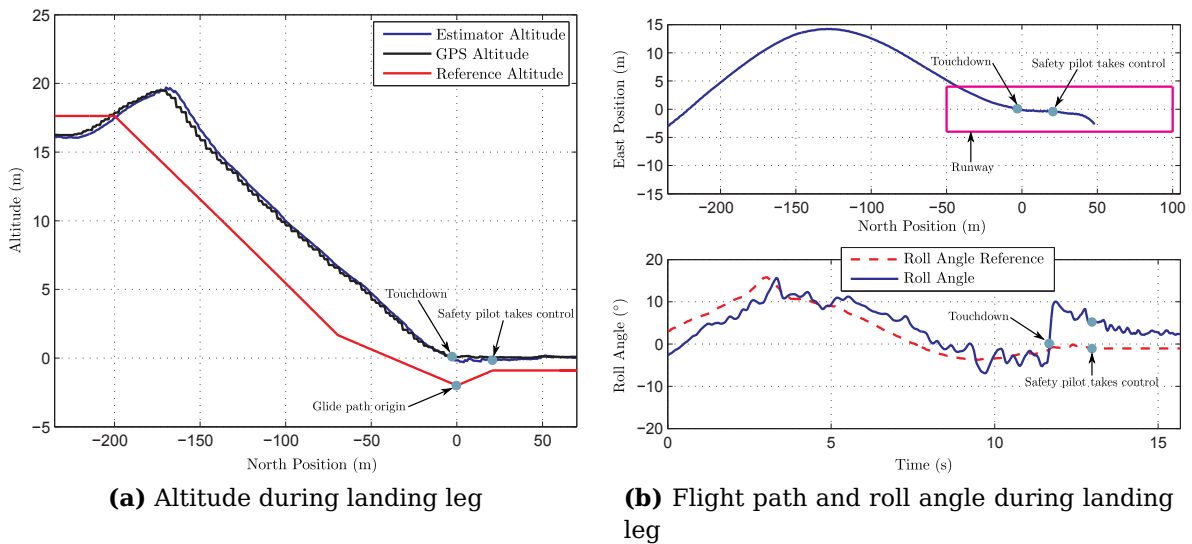 25
20
15
10
5
0
−5
Altitude (m)
Estimator Altitude
GPS Altitude
Reference Altitude
Touchdown
Safety pilot takes control
Glide path origin
−200 −150 −100 −50 0 50
North Position (m)
(a) Altitude during landing leg
15
10
5
0
−5
−10
−15
East Position (m)
Touchdown
Safety pilot takes control
Runway
−200 −150 −100 −50 0 50 100
North Position (m)
20
10
0
−10
−20
Roll Angle (°)
Roll Angle Reference
Roll Angle
Touchdown
Safety pilot takes control
0 5 10 15
Time (s)
(b) Flight path and roll angle during landing
leg